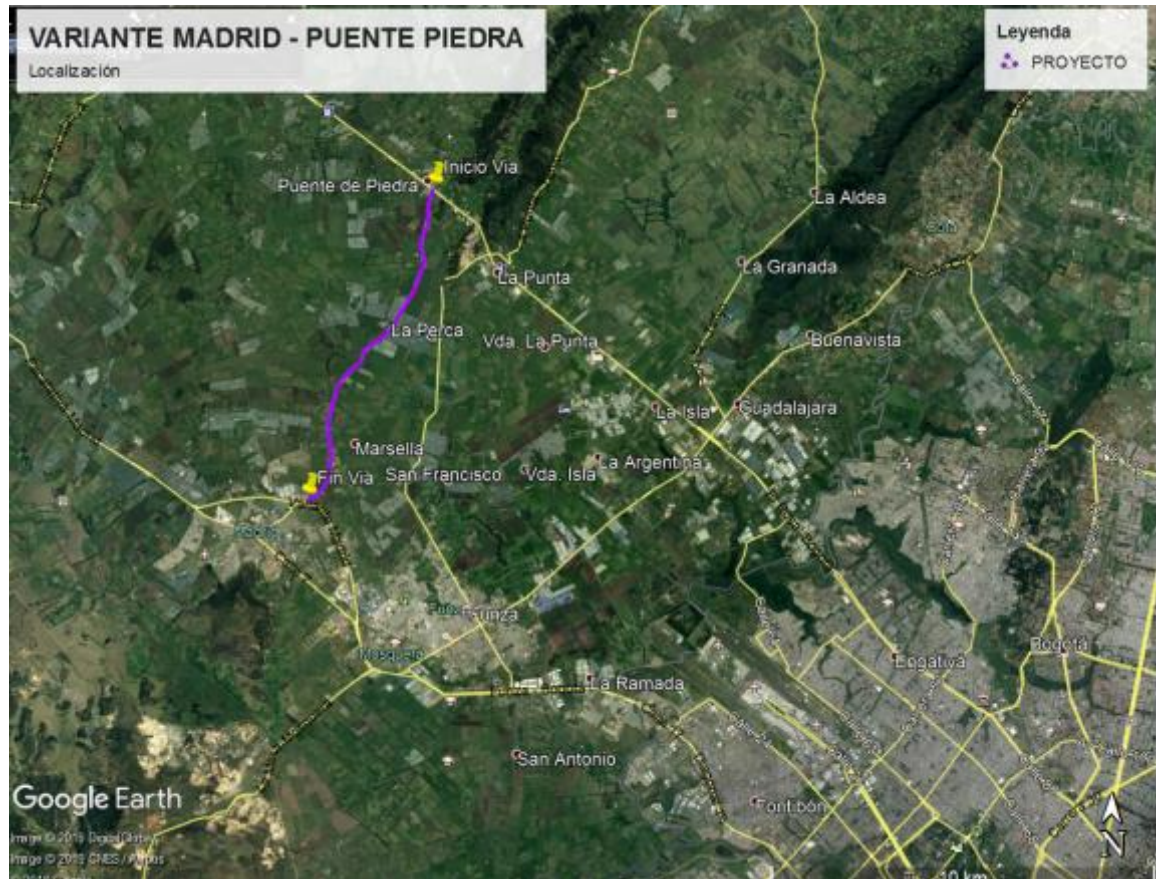 VARIANTE MADRID - PUENTE PIEDRA
Localización
Leyenda
PROYECTO
Inicio Via
Puente de Piedra
La Aldea
Cota
La Punta
La Granada
La Perca
Vda. La Punta
Buenavista
La Isla
Guadalajara
Marsella
San Francisco
Vda. Isla
La Argentina
Fin Via
Funza
Mosquera
Engativá
Bogotá
La Ramada
San Antonio
Fontibón
Google Earth
N
10 km